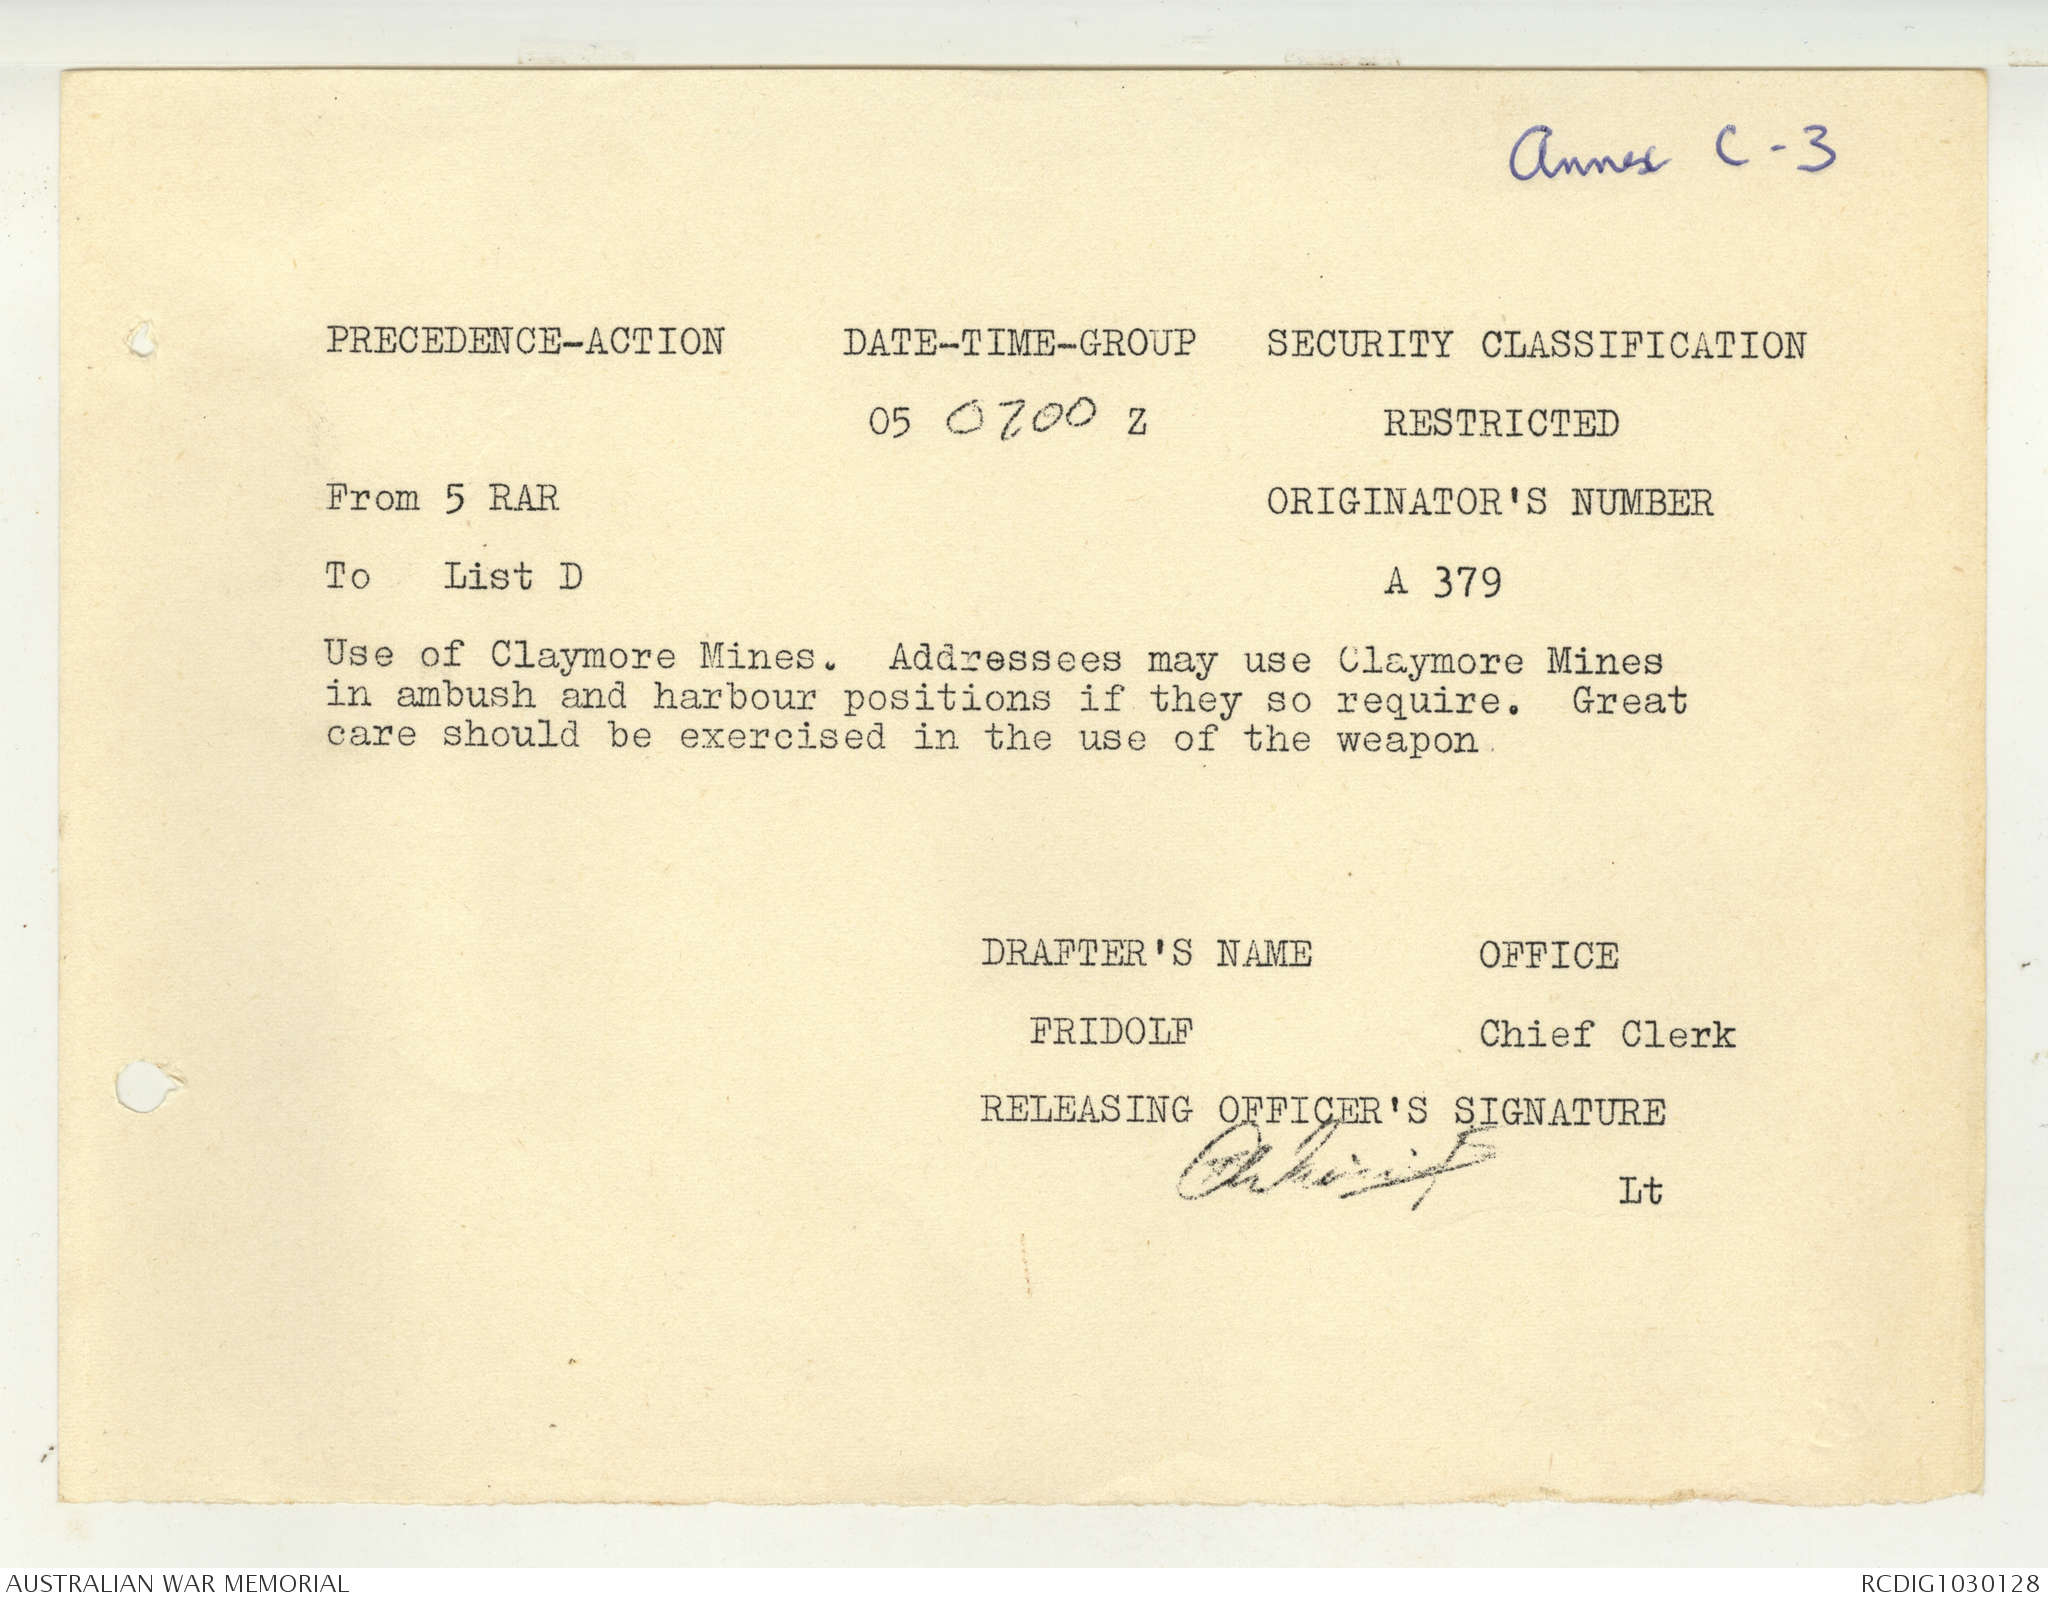 Annex C-3
PRECEDENCE-ACTION DATE-TIME-GROUP SECURITY CLASSIFICATION
05 0700 Z RESTRICTED
From 5 RAR ORIGINATOR'S NUMBER
To List D A 379
Use of Claymore Mines. Addressees may use Claymore Mines
in ambush and harbour positions if they so require. Great
care should be exercised in the use of the weapon.
DRAFTER'S NAME OFFICE
FRIDOLF Chief Clerk
RELEASING OFFICER'S SIGNATURE
Lt
AUSTRALIAN WAR MEMORIAL RCDIG1030128